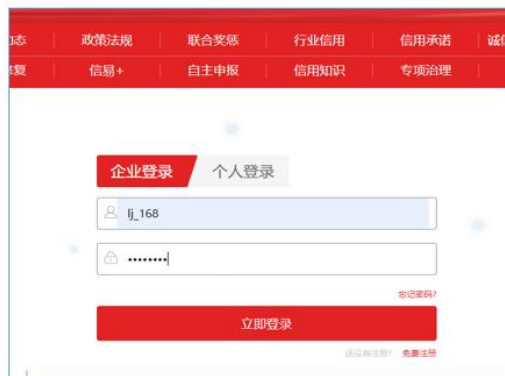 动态 政策法规 联合奖惩 行业信用 信用承诺 诚信
修复 信易+ 自主申报 信用知识 专项治理
企业登录 个人登录
lj_168
••••••••
忘记密码?
立即登录
还没有注册? 免费注册